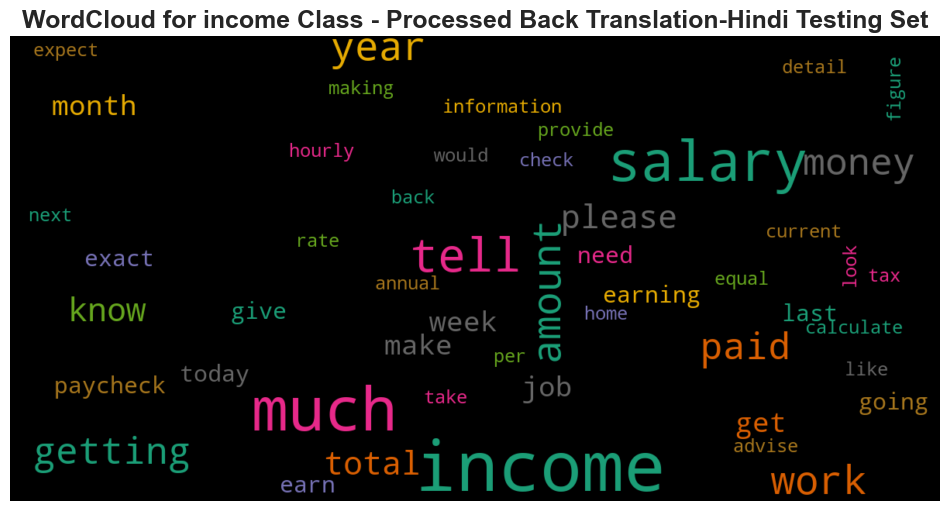 WordCloud for income Class - Processed Back Translation-Hindi Testing Set
expect
year
detail
figure
making
month
information
provide
hourly
would
check
salary
money
back
next
please
rate
tell
amount
need
current
exact
look
tax
equal
annual
earning
know
give
home
last
week
calculate
make
per
paid
today
like
paycheck
job
take
going
much
get
advise
getting
total
income
work
earn